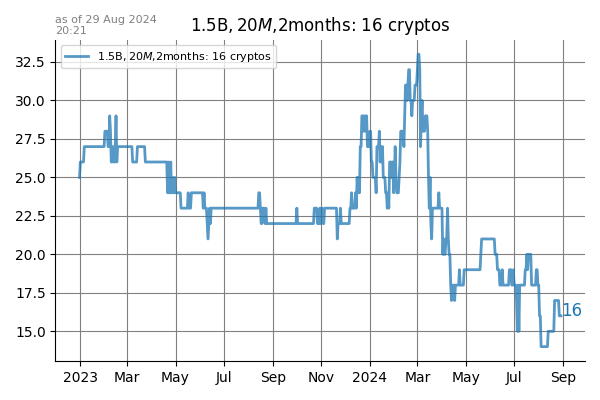 as of 29 Aug 2024
20:21
1.5B, 20M,2months: 16 cryptos
1.5B, 20M,2months: 16 cryptos
32.5
30.0
27.5
25.0
22.5
20.0
17.5
15.0
16
2023 Mar May Jul Sep Nov 2024 Mar May Jul Sep